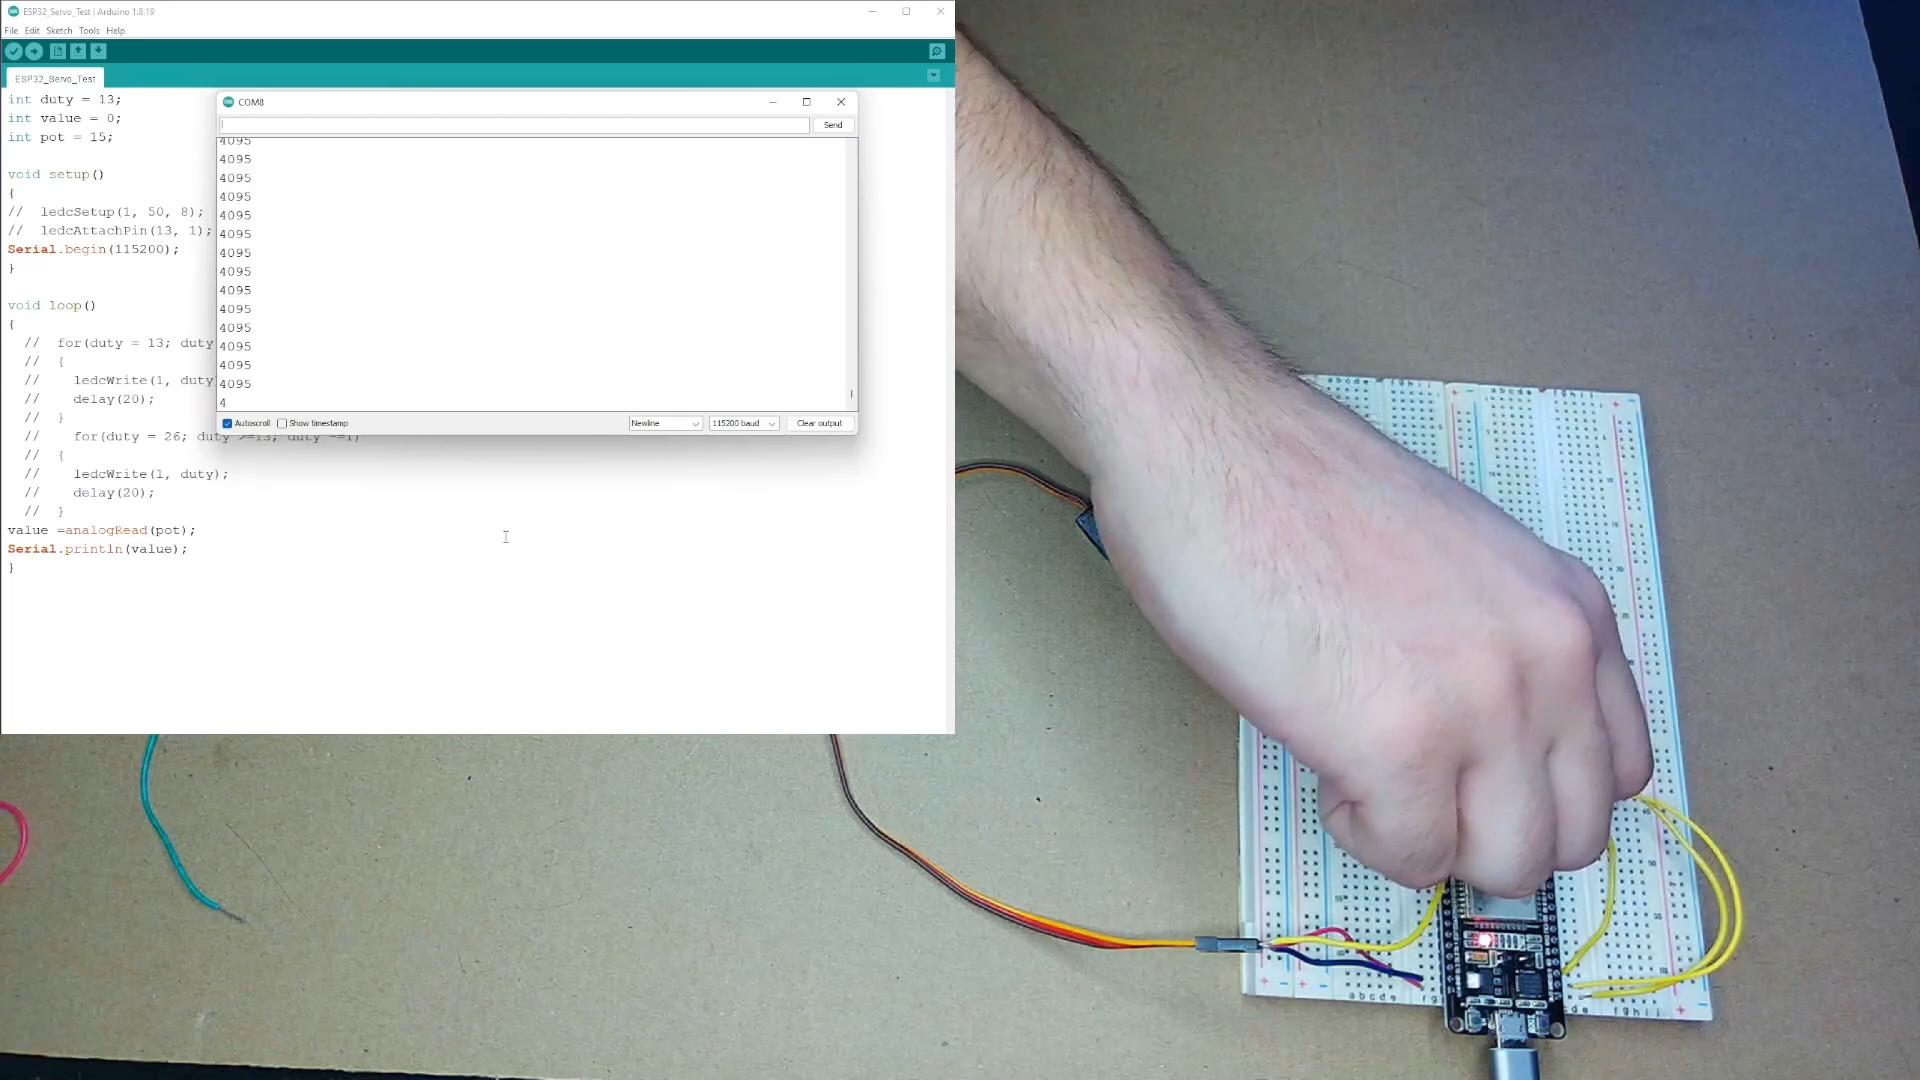 ESP32_Servo_Test | Arduino 1.8.19
File Edit Sketch Tools Help
ESP32_Servo_Test
int duty = 13;
int value = 0;
int pot = 15;
void setup()
{
//  ledcSetup(1, 50, 8);
//  ledcAttachPin(13, 1);
Serial.begin(115200);
}
void loop()
{
//  for(duty = 13; duty
//  {
//    ledcWrite(1, duty
//    delay(20);
//  }
//    for(duty = 26; duty >=13; duty -=1)
//  {
//    ledcWrite(1, duty);
//    delay(20);
//  }
value =analogRead(pot);
Serial.println(value);
}
COM8
Send
4095
4095
4095
4095
4095
4095
4095
4095
4095
4095
4095
4095
4095
4095
4
Autoscroll Show timestamp Newline 115200 baud Clear output
a b c d e
f g h i j
a b c d e
f g h i j